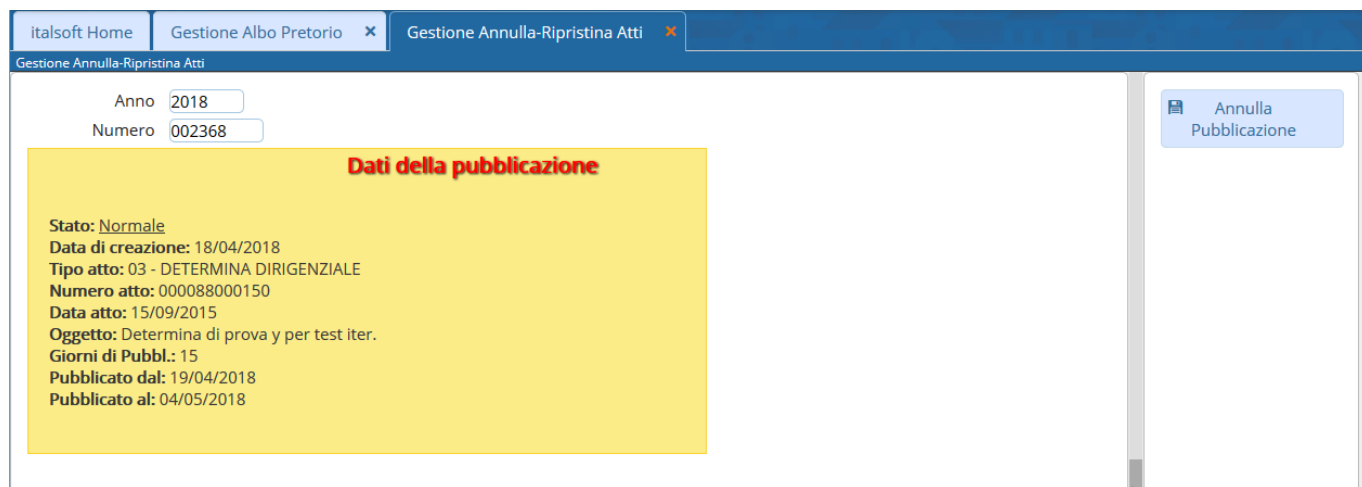 italsoft Home
Gestione Albo Pretorio
Gestione Annulla-Ripristina Atti
Gestione Annulla-Ripristina Atti
Anno 2018
Numero 002368
Annulla
Pubblicazione
Dati della pubblicazione
Stato: Normale
Data di creazione: 18/04/2018
Tipo atto: 03 - DETERMINA DIRIGENZIALE
Numero atto: 000088000150
Data atto: 15/09/2015
Oggetto: Determina di prova y per test iter.
Giorni di Pubbl.: 15
Pubblicato dal: 19/04/2018
Pubblicato al: 04/05/2018